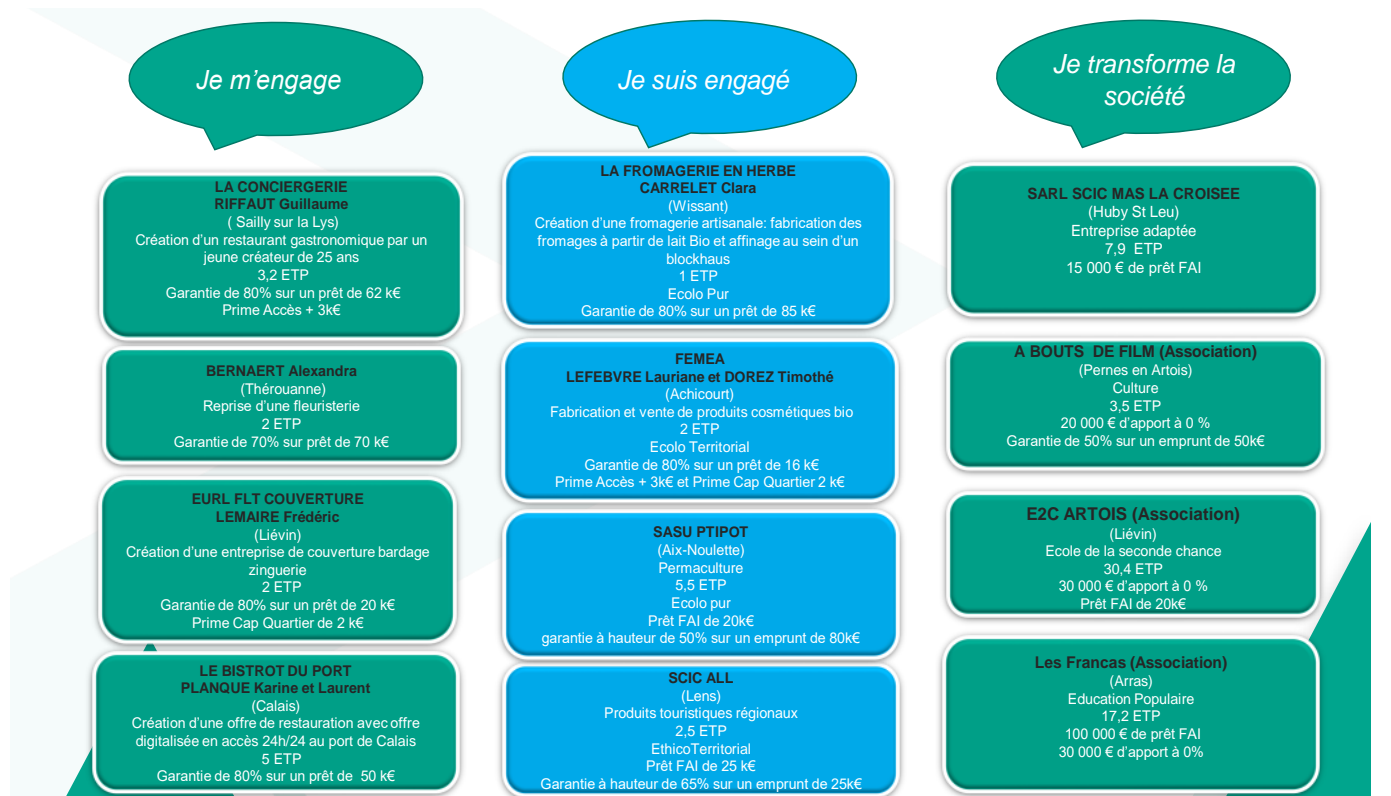 Je m’engage
LA CONCIERGERIE
RIFFAUT Guillaume
( Sailly sur la Lys)
Création d’un restaurant gastronomique par un
jeune créateur de 25 ans
3,2 ETP
Garantie de 80% sur un prêt de 62 k€
Prime Accès + 3k€
BERNAERT Alexandra
(Thérouanne)
Reprise d’une fleuristerie
2 ETP
Garantie de 70% sur prêt de 70 k€
EURL FLT COUVERTURE
LEMAIRE Frédéric
(Liévin)
Création d’une entreprise de couverture bardage
zinguerie
2 ETP
Garantie de 80% sur un prêt de 20 k€
Prime Cap Quartier de 2 k€
LE BISTROT DU PORT
PLANQUE Karine et Laurent
(Calais)
Création d’une offre de restauration avec offre
digitalisée en accès 24h/24 au port de Calais
5 ETP
Garantie de 80% sur un prêt de 50 k€
Je suis engagé
LA FROMAGERIE EN HERBE
CARRELET Clara
(Wissant)
Création d’une fromagerie artisanale: fabrication des
fromages à partir de lait Bio et affinage au sein d’un
blockhaus
1 ETP
Ecolo Pur
Garantie de 80% sur un prêt de 85 k€
FEMEA
LEFEBVRE Lauriane et DOREZ Timothé
(Achicourt)
Fabrication et vente de produits cosmétiques bio
2 ETP
Ecolo Territorial
Garantie de 80% sur un prêt de 16 k€
Prime Accès + 3k€ et Prime Cap Quartier 2 k€
SASU PTIPOT
(Aix-Noulette)
Permaculture
5,5 ETP
Ecolo pur
Prêt FAI de 20k€
garantie à hauteur de 50% sur un emprunt de 80k€
SCIC ALL
(Lens)
Produits touristiques régionaux
2,5 ETP
EthicoTerritorial
Prêt FAI de 25 k€
Garantie à hauteur de 65% sur un emprunt de 25k€
Je transforme la
société
SARL SCIC MAS LA CROISEE
(Huby St Leu)
Entreprise adaptée
7,9 ETP
15 000 € de prêt FAI
A BOUTS DE FILM (Association)
(Pernes en Artois)
Culture
3,5 ETP
20 000 € d’apport à 0 %
Garantie de 50% sur un emprunt de 50k€
E2C ARTOIS (Association)
(Liévin)
Ecole de la seconde chance
30,4 ETP
30 000 € d’apport à 0 %
Prêt FAI de 20k€
Les Francas (Association)
(Arras)
Education Populaire
17,2 ETP
100 000 € de prêt FAI
30 000 € d’apport à 0%